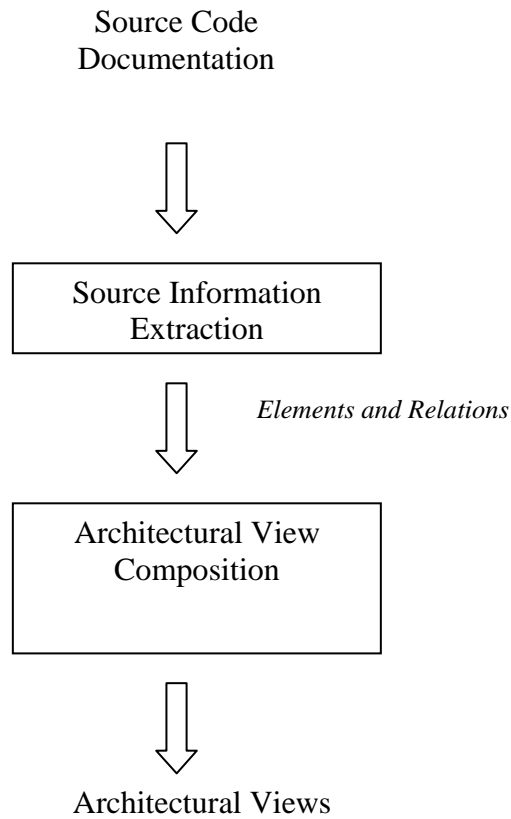 Source Code
Documentation
Source Information
Extraction
Elements and Relations
Architectural View
Composition
Architectural Views